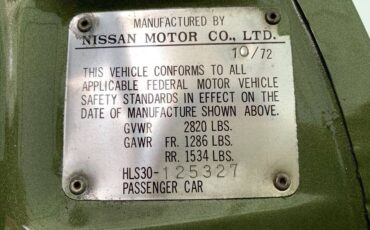 MANUFACTURED BY
NISSAN MOTOR CO., LTD.
10/72
THIS VEHICLE CONFORMS TO ALL
APPLICABLE FEDERAL MOTOR VEHICLE
SAFETY STANDARDS IN EFFECT ON THE
DATE OF MANUFACTURE SHOWN ABOVE.
GVWR 2820 LBS.
GAWR FR. 1286 LBS.
RR. 1534 LBS.
HLS30-125327
PASSENGER CAR